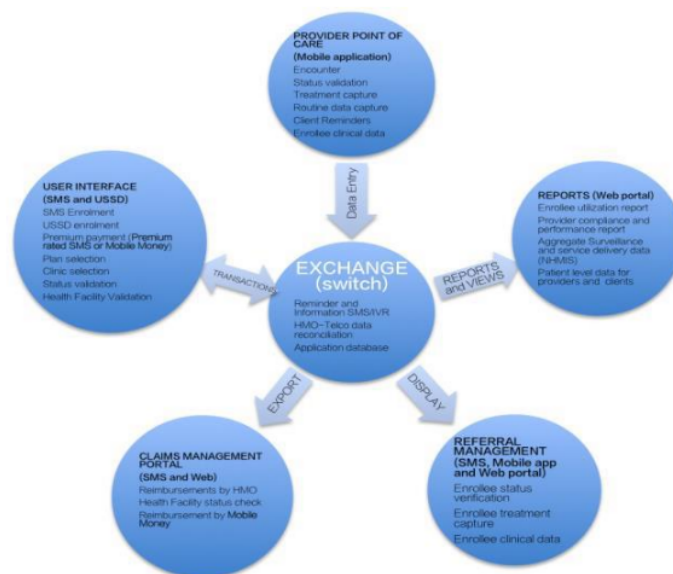 PROVIDER POINT OF
CARE
(Mobile application)
Encounter
Status validation
Treatment capture
Routine data capture
Client Reminders
Enrollee clinical data
Data Entry
USER INTERFACE
(SMS and USSD)
SMS Enrolment
USSD enrolment
Premium payment (Premium
rated SMS or Mobile Money)
Plan selection
Clinic selection
Status validation
Health Facility Validation
TRANSACTIONS
EXCHANGE
(switch)
Reminder and
Information SMS/IVR
HMO-Telco data
reconciliation
Application database
REPORTS
and VIEWS
REPORTS (Web portal)
Enrollee utilization report
Provider compliance and
performance report
Aggregate Surveillance
and service delivery data
(NHMIS)
Patient level data for
providers and clients
EXPORT
DISPLAY
CLAIMS MANAGEMENT
PORTAL
(SMS and Web)
Reimbursements by HMO
Health Facility status check
Reimbursement by Mobile
Money
REFERRAL
MANAGEMENT
(SMS, Mobile app
and Web portal)
Enrollee status
verification
Enrollee treatment
capture
Enrollee clinical data